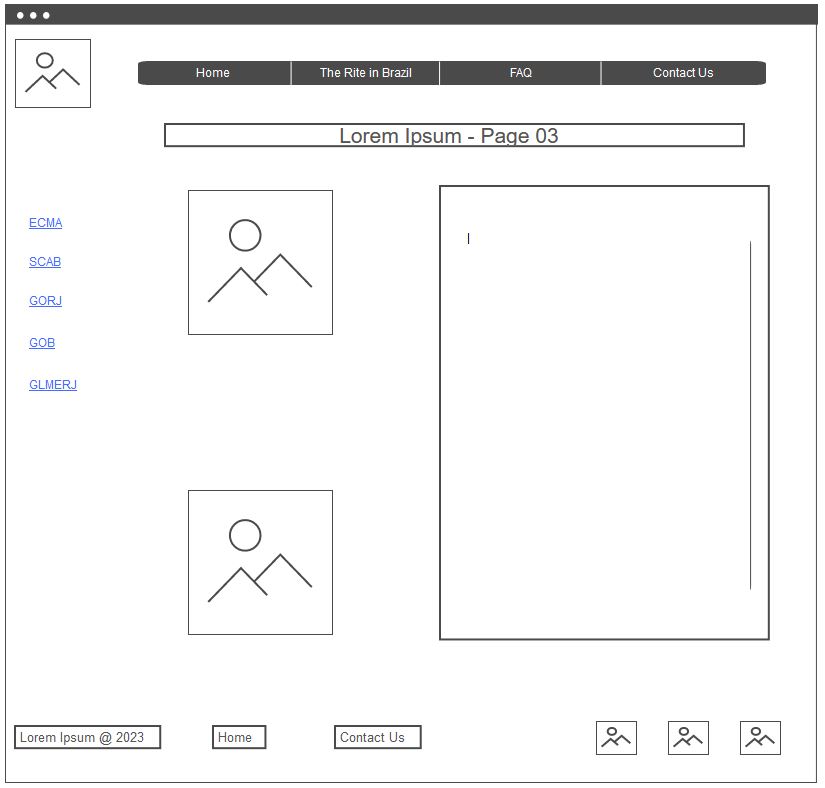 Home The Rite in Brazil FAQ Contact Us
Lorem Ipsum - Page 03
ECMA
SCAB
GORJ
GOB
GLMERJ
Lorem Ipsum @ 2023 Home Contact Us